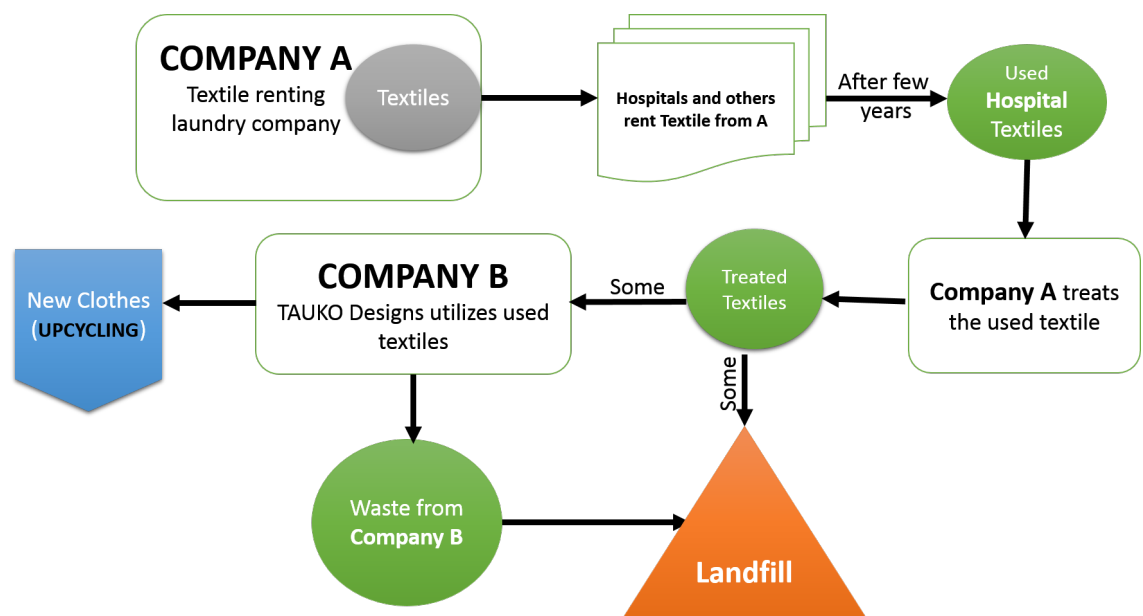 COMPANY A
Textile renting
laundry company
Textiles
Hospitals and others
rent Textile from A
After few
years
Used
Hospital
Textiles
Company A treats
the used textile
Treated
Textiles
Some
Some
COMPANY B
TAUKO Designs utilizes used
textiles
New Clothes
(UPCYCLING)
Waste from
Company B
Landfill